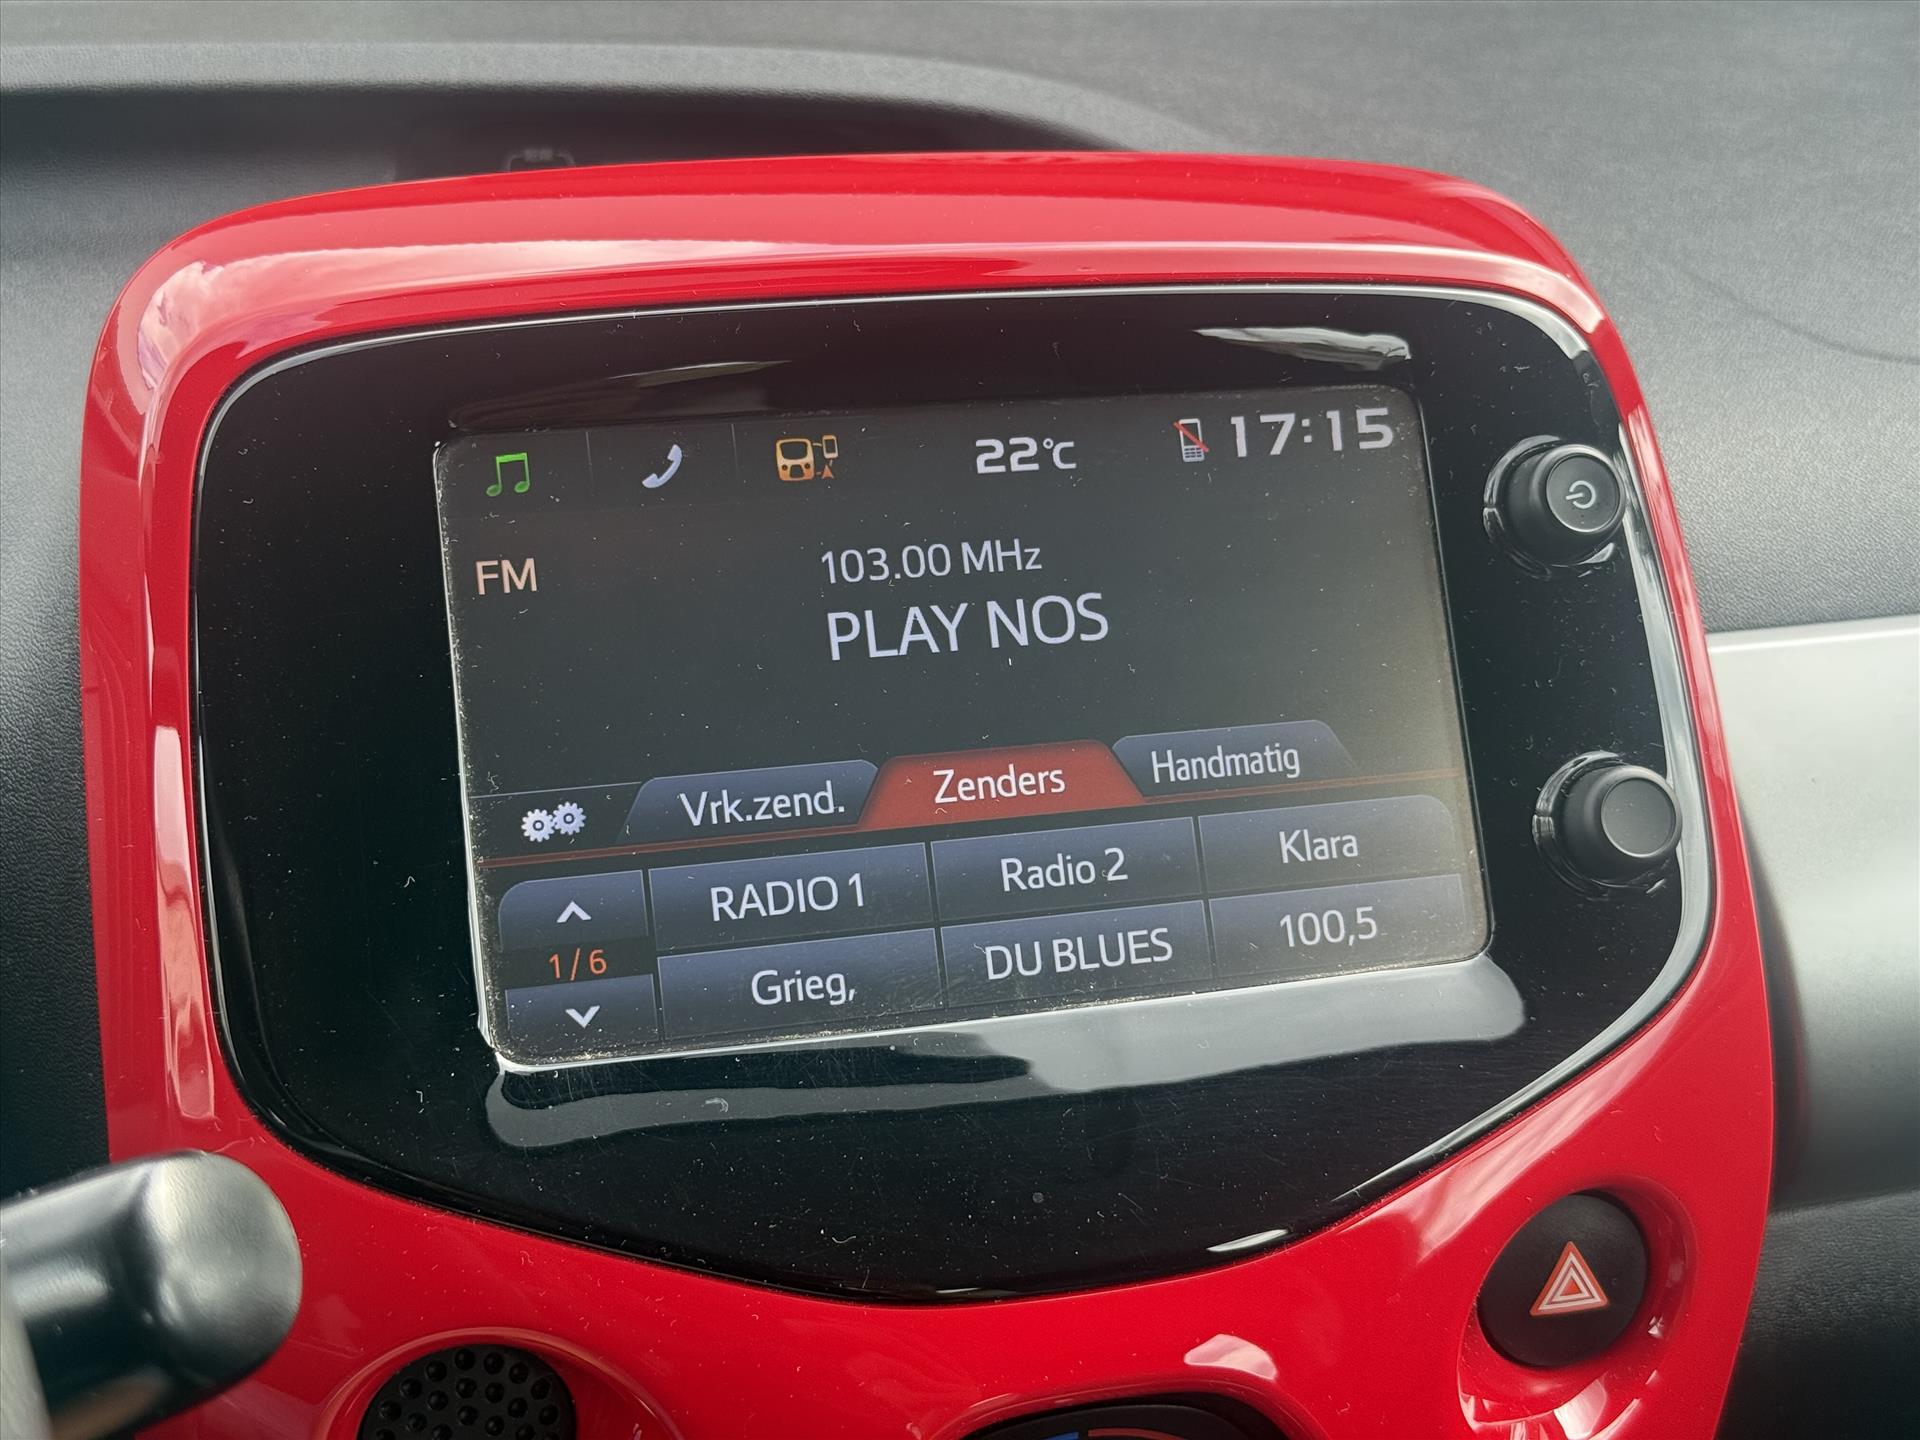 22°C 17:15
FM
103.00 MHz
PLAY NOS
Vrk.zend. Zenders Handmatig
RADIO 1 Radio 2 Klara
1/6
Grieg, DU BLUES 100,5